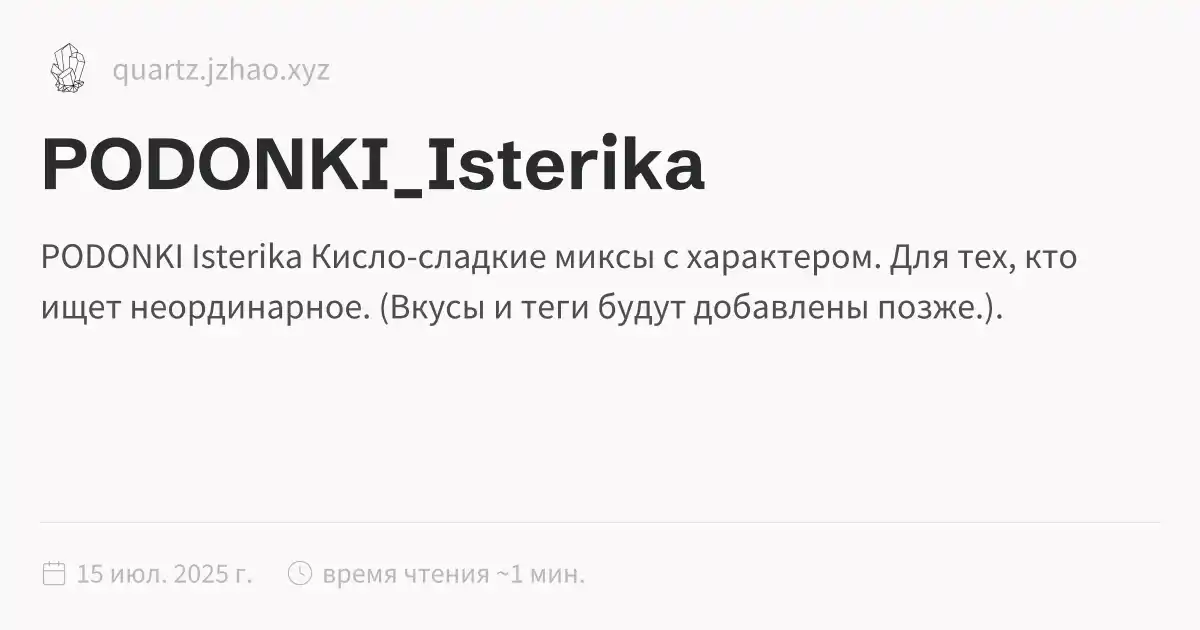 quartz.jzhao.xyz
PODONKI_Isterika
PODONKI Isterika Кисло-сладкие миксы с характером. Для тех, кто
ищет неординарное. (Вкусы и теги будут добавлены позже.).
15 июл. 2025 г.
время чтения ~1 мин.